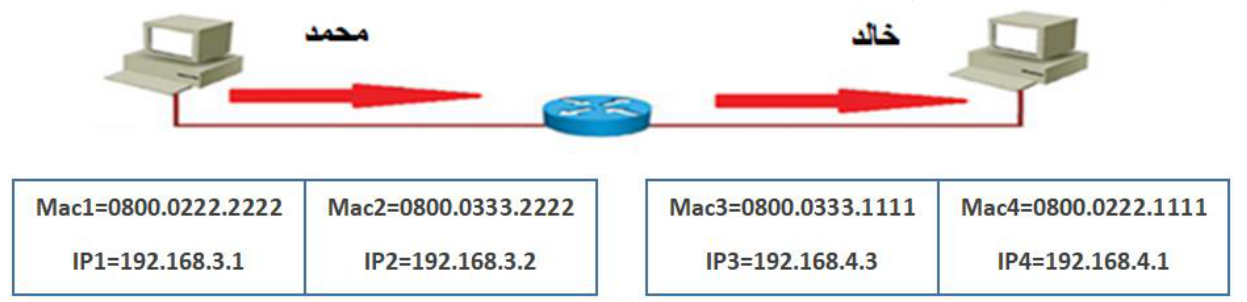 محمد
خالد
Mac1=0800.0222.2222
IP1=192.168.3.1
Mac2=0800.0333.2222
IP2=192.168.3.2
Mac3=0800.0333.1111
IP3=192.168.4.3
Mac4=0800.0222.1111
IP4=192.168.4.1